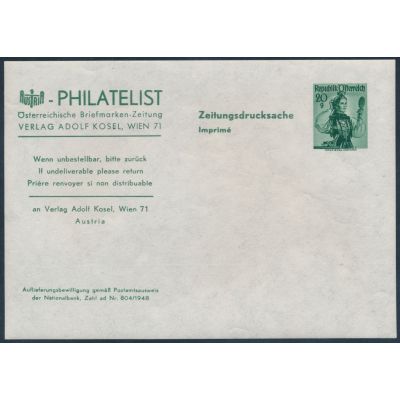 AUSTRIA - PHILATELIST
Österreichische Briefmarken-Zeitung
VERLAG ADOLF KOSEL, WIEN 71
Wenn unbestellbar, bitte zurück
If undeliverable please return
Prière renvoyer si non distribuable
an Verlag Adolf Kosel, Wien 71
Austria
Auflieferungsbewilligung gemäß Postamtsausweis
der Nationalbank, Zahl ad Nr. 804/1948
Zeitungsdrucksache
Imprimé
Republik Österreich
20
g